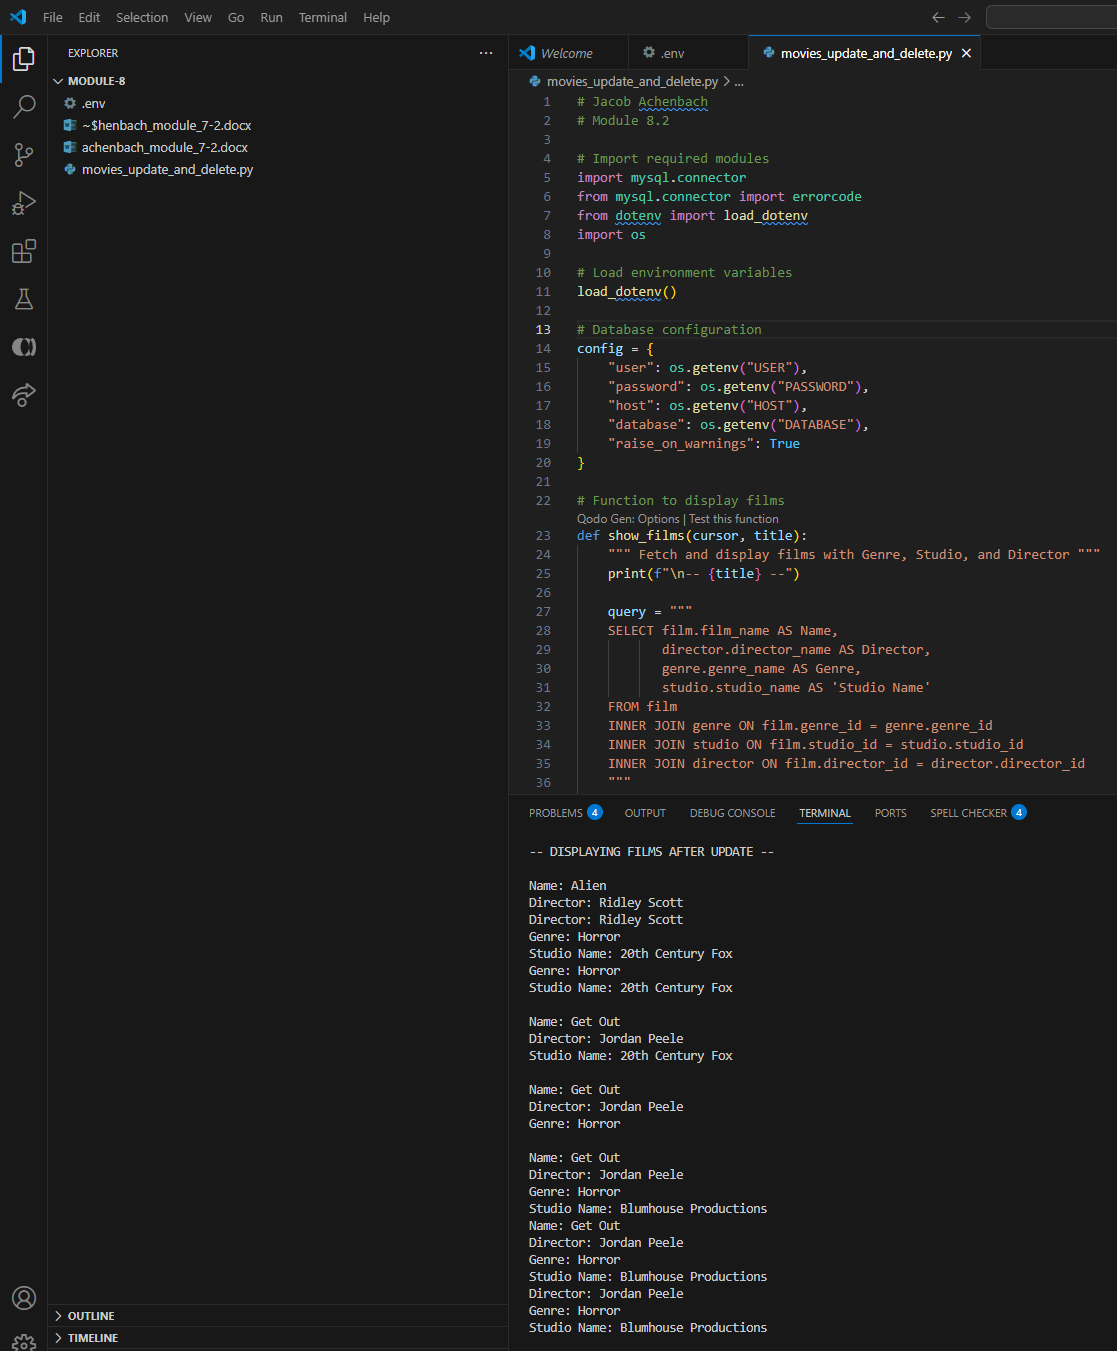 File Edit Selection View Go Run Terminal Help
EXPLORER ...
MODULE-8
.env
~$henbach_module_7-2.docx
achenbach_module_7-2.docx
movies_update_and_delete.py
OUTLINE
TIMELINE
Welcome .env movies_update_and_delete.py
movies_update_and_delete.py > ...
1 # Jacob Achenbach
2 # Module 8.2
3
4 # Import required modules
5 import mysql.connector
6 from mysql.connector import errorcode
7 from dotenv import load_dotenv
8 import os
9
10 # Load environment variables
11 load_dotenv()
12
13 # Database configuration
14 config = {
15 "user": os.getenv("USER"),
16 "password": os.getenv("PASSWORD"),
17 "host": os.getenv("HOST"),
18 "database": os.getenv("DATABASE"),
19 "raise_on_warnings": True
20 }
21
22 # Function to display films
Qodo Gen: Options | Test this function
23 def show_films(cursor, title):
24 """ Fetch and display films with Genre, Studio, and Director """
25 print(f"\n-- {title} --")
26
27 query = """
28 SELECT film.film_name AS Name,
29 director.director_name AS Director,
30 genre.genre_name AS Genre,
31 studio.studio_name AS 'Studio Name'
32 FROM film
33 INNER JOIN genre ON film.genre_id = genre.genre_id
34 INNER JOIN studio ON film.studio_id = studio.studio_id
35 INNER JOIN director ON film.director_id = director.director_id
36 """
PROBLEMS 4 OUTPUT DEBUG CONSOLE TERMINAL PORTS SPELL CHECKER 4
-- DISPLAYING FILMS AFTER UPDATE --
Name: Alien
Director: Ridley Scott
Director: Ridley Scott
Genre: Horror
Studio Name: 20th Century Fox
Genre: Horror
Studio Name: 20th Century Fox
Name: Get Out
Director: Jordan Peele
Studio Name: 20th Century Fox
Name: Get Out
Director: Jordan Peele
Genre: Horror
Name: Get Out
Director: Jordan Peele
Genre: Horror
Studio Name: Blumhouse Productions
Name: Get Out
Director: Jordan Peele
Genre: Horror
Studio Name: Blumhouse Productions
Director: Jordan Peele
Genre: Horror
Studio Name: Blumhouse Productions